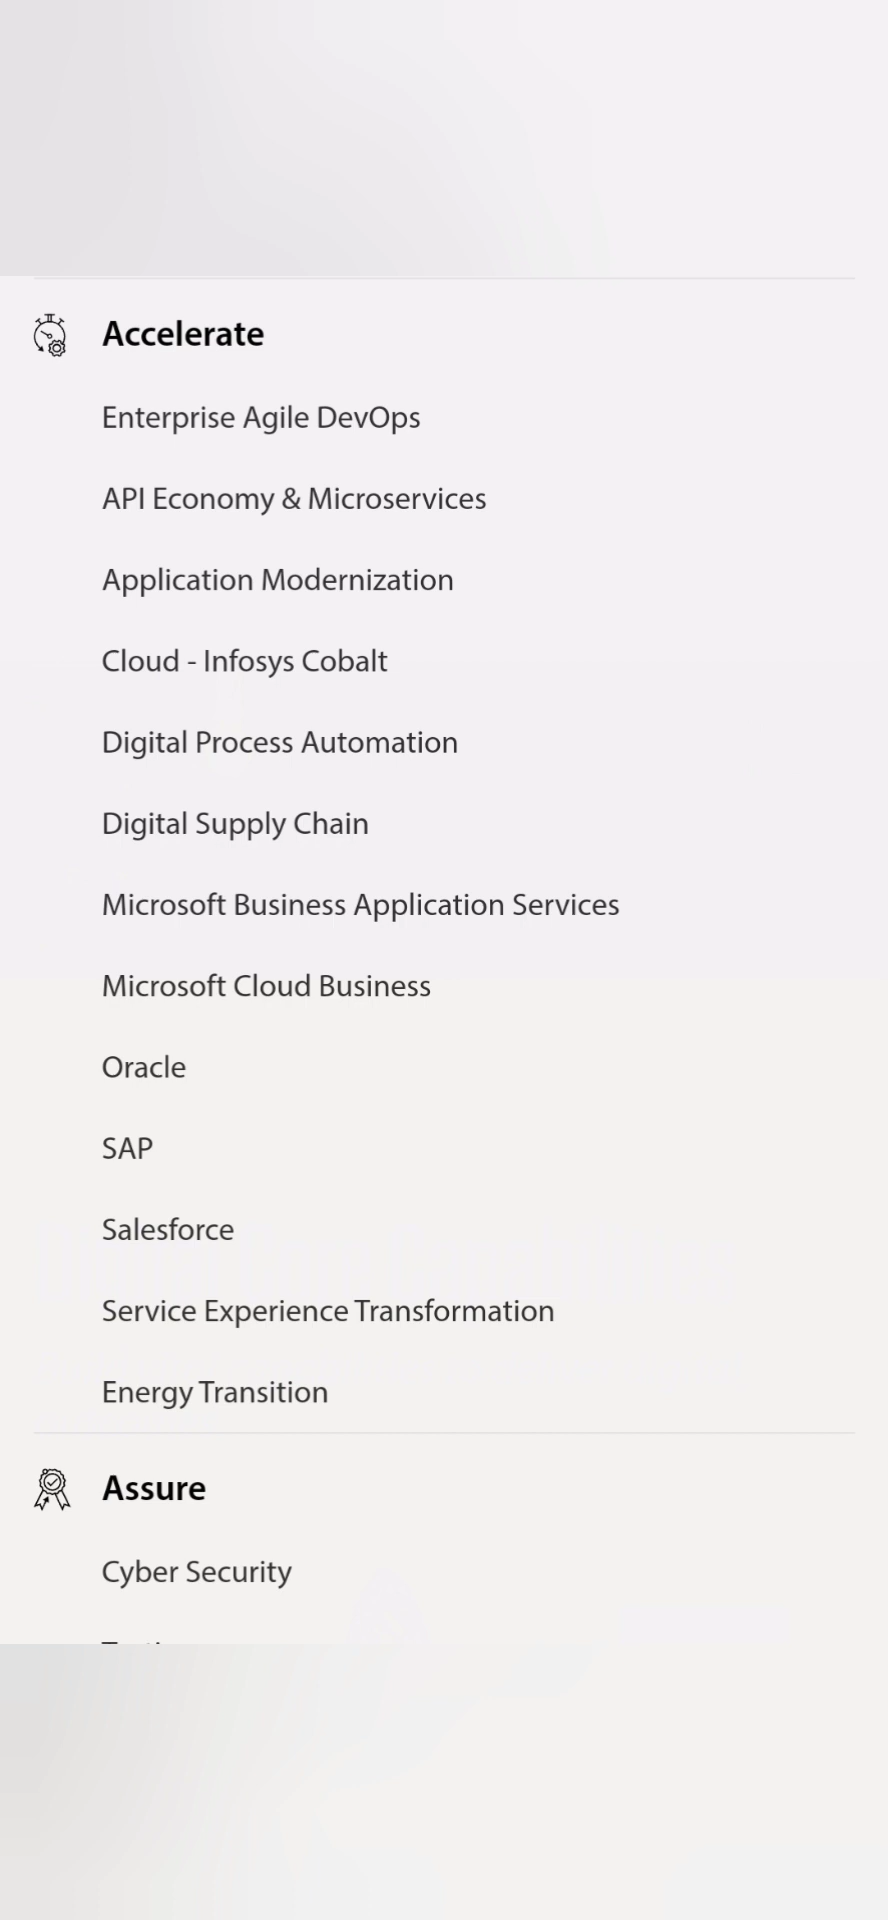 Accelerate
Enterprise Agile DevOps
API Economy & Microservices
Application Modernization
Cloud - Infosys Cobalt
Digital Process Automation
Digital Supply Chain
Microsoft Business Application Services
Microsoft Cloud Business
Oracle
SAP
Salesforce
Service Experience Transformation
Energy Transition
Assure
Cyber Security